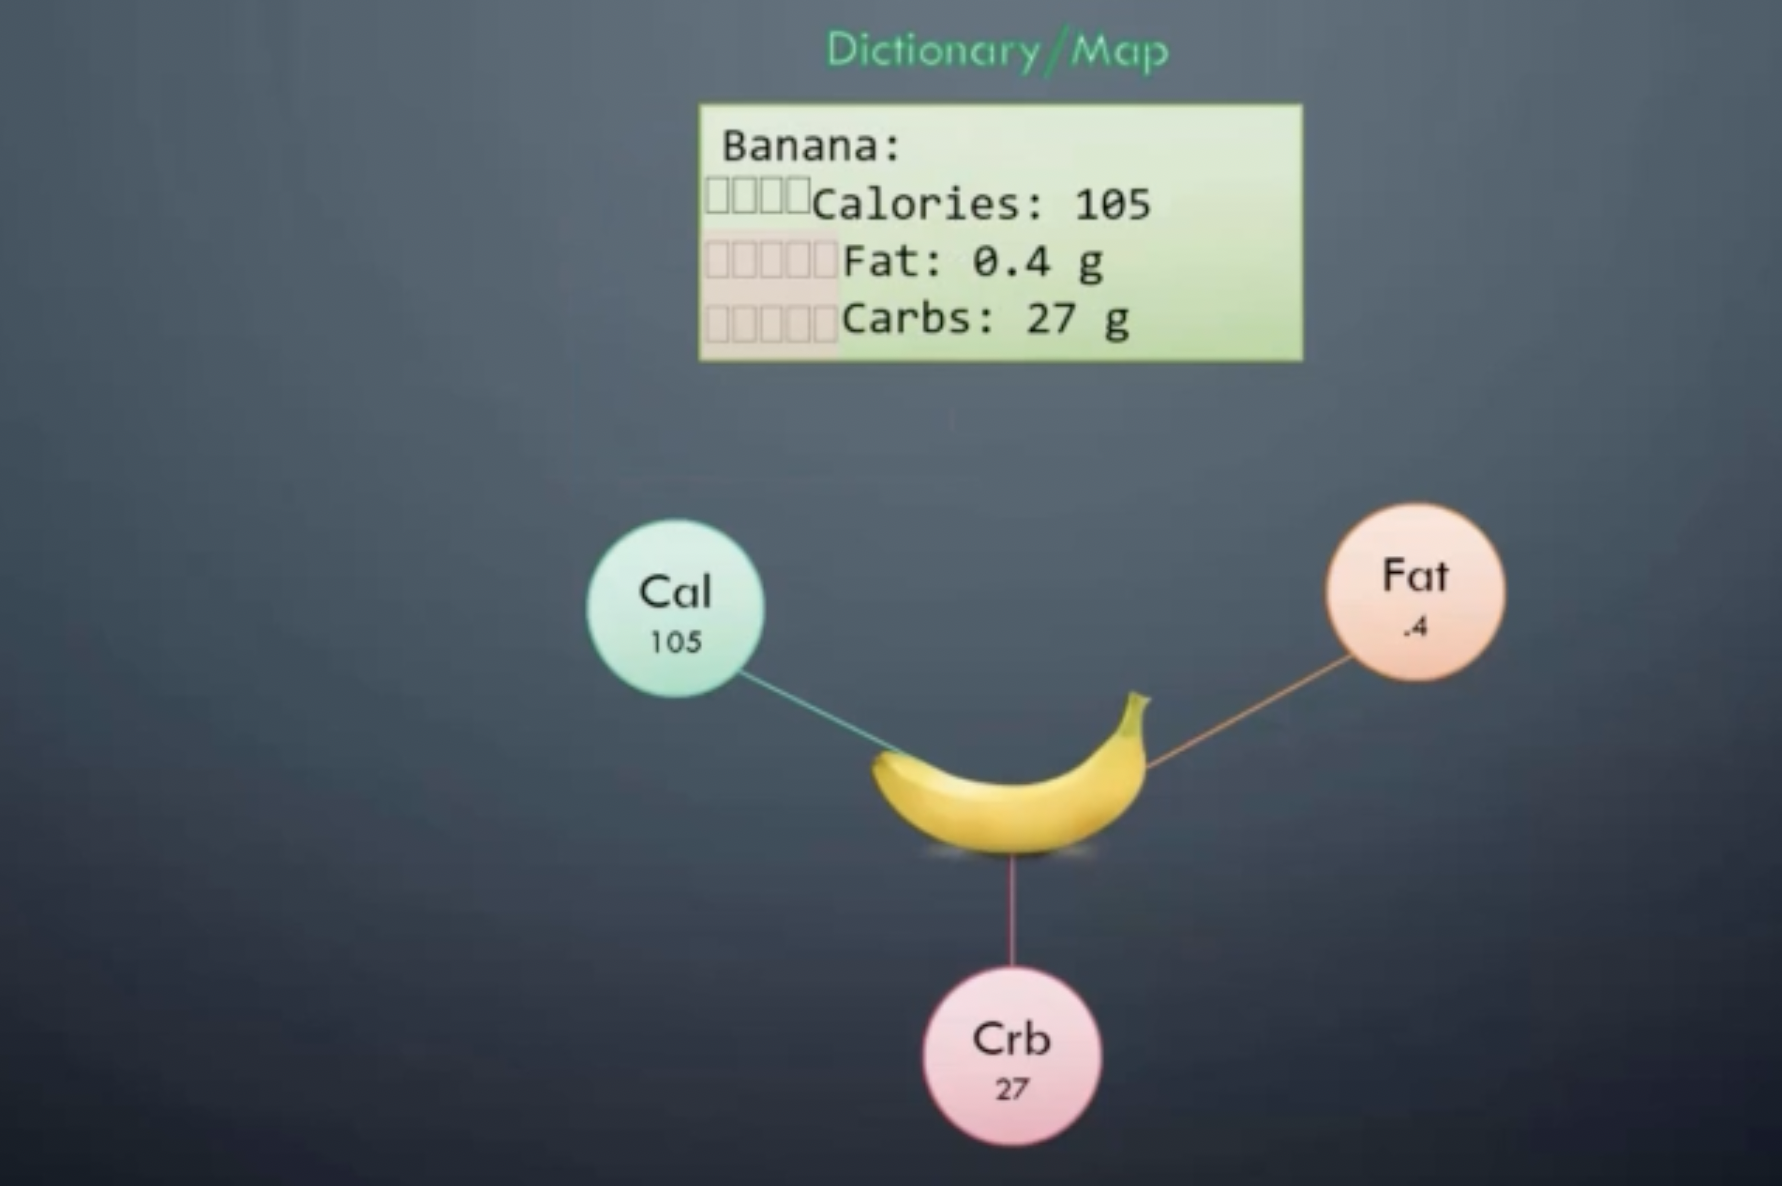 Dictionary/Map
Banana:
Calories: 105
Fat: 0.4 g
Carbs: 27 g
Cal
105
Fat
.4
Crb
27